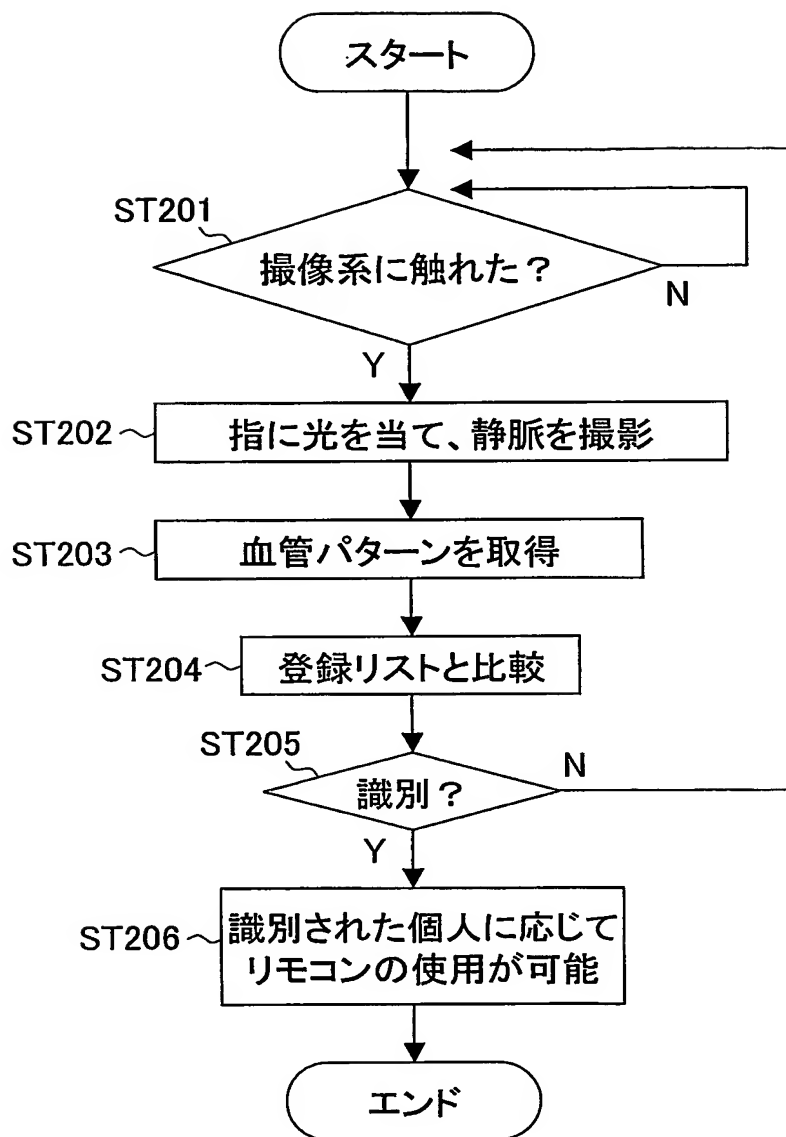 スタート
ST201
撮像系に触れた?
N
Y
ST202
指に光を当て、静脈を撮影
ST203
血管パターンを取得
ST204
登録リストと比較
ST205
識別?
N
Y
ST206
識別された個人に応じて
リモコンの使用が可能
エンド